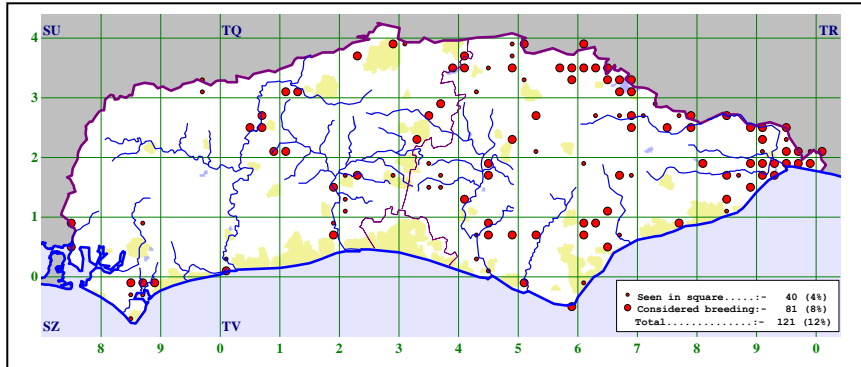 SU TQ TR
4
3
2
1
0
SZ TV
Seen in square.....:- 40 (4%)
Considered breeding:- 81 (8%)
Total..............:- 121 (12%)
8 9 0 1 2 3 4 5 6 7 8 9 0